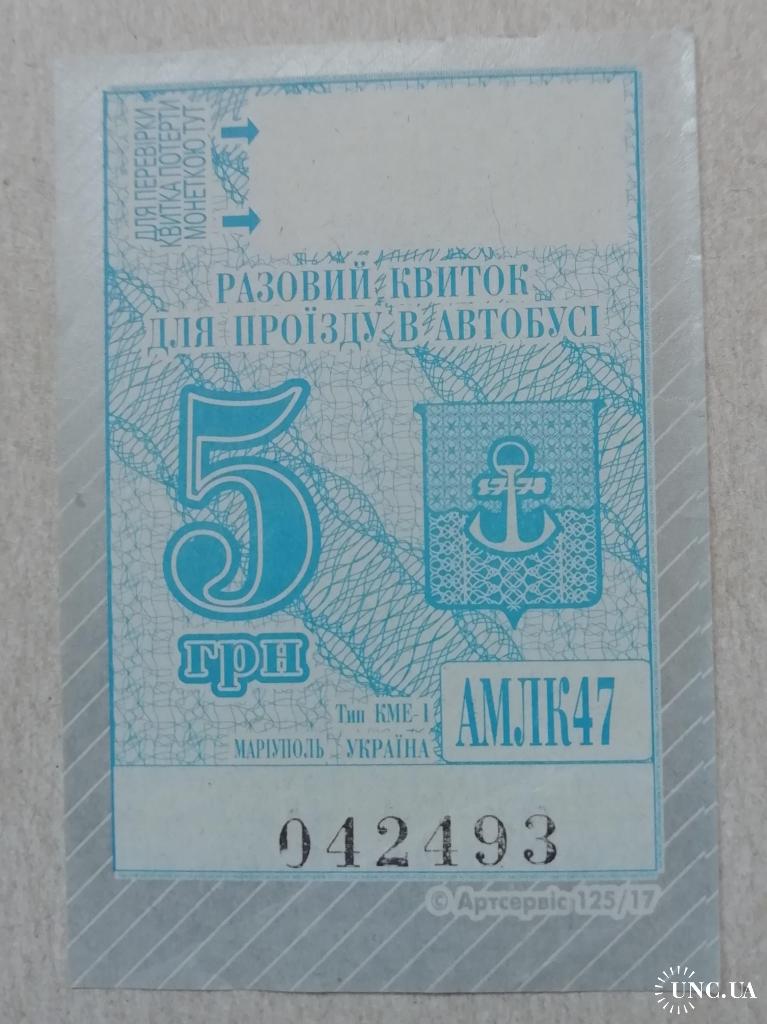 ДЛЯ ПЕРЕВІРКИ
КВИТКА ПОТЕРТИ
МОНЕТКОЮ ТУТ
РАЗОВИЙ КВИТОК
ДЛЯ ПРОЇЗДУ В АВТОБУСІ
5
грн
1778
Тип КМЕ-1
МАРІУПОЛЬ УКРАЇНА
АМЛК47
042493
© Артсервіс 125/17
UNC.UA